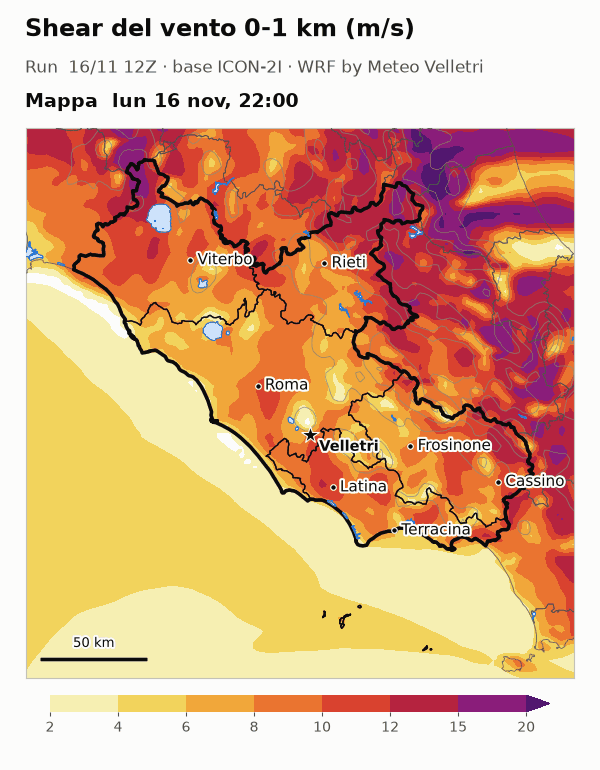 Shear del vento 0-1 km (m/s)
Run 16/11 12Z · base ICON-2I · WRF by Meteo Velletri
Mappa lun 16 nov, 22:00
Viterbo
Rieti
Roma
Velletri
Frosinone
Latina
Cassino
Terracina
50 km
2 4 6 8 10 12 15 20